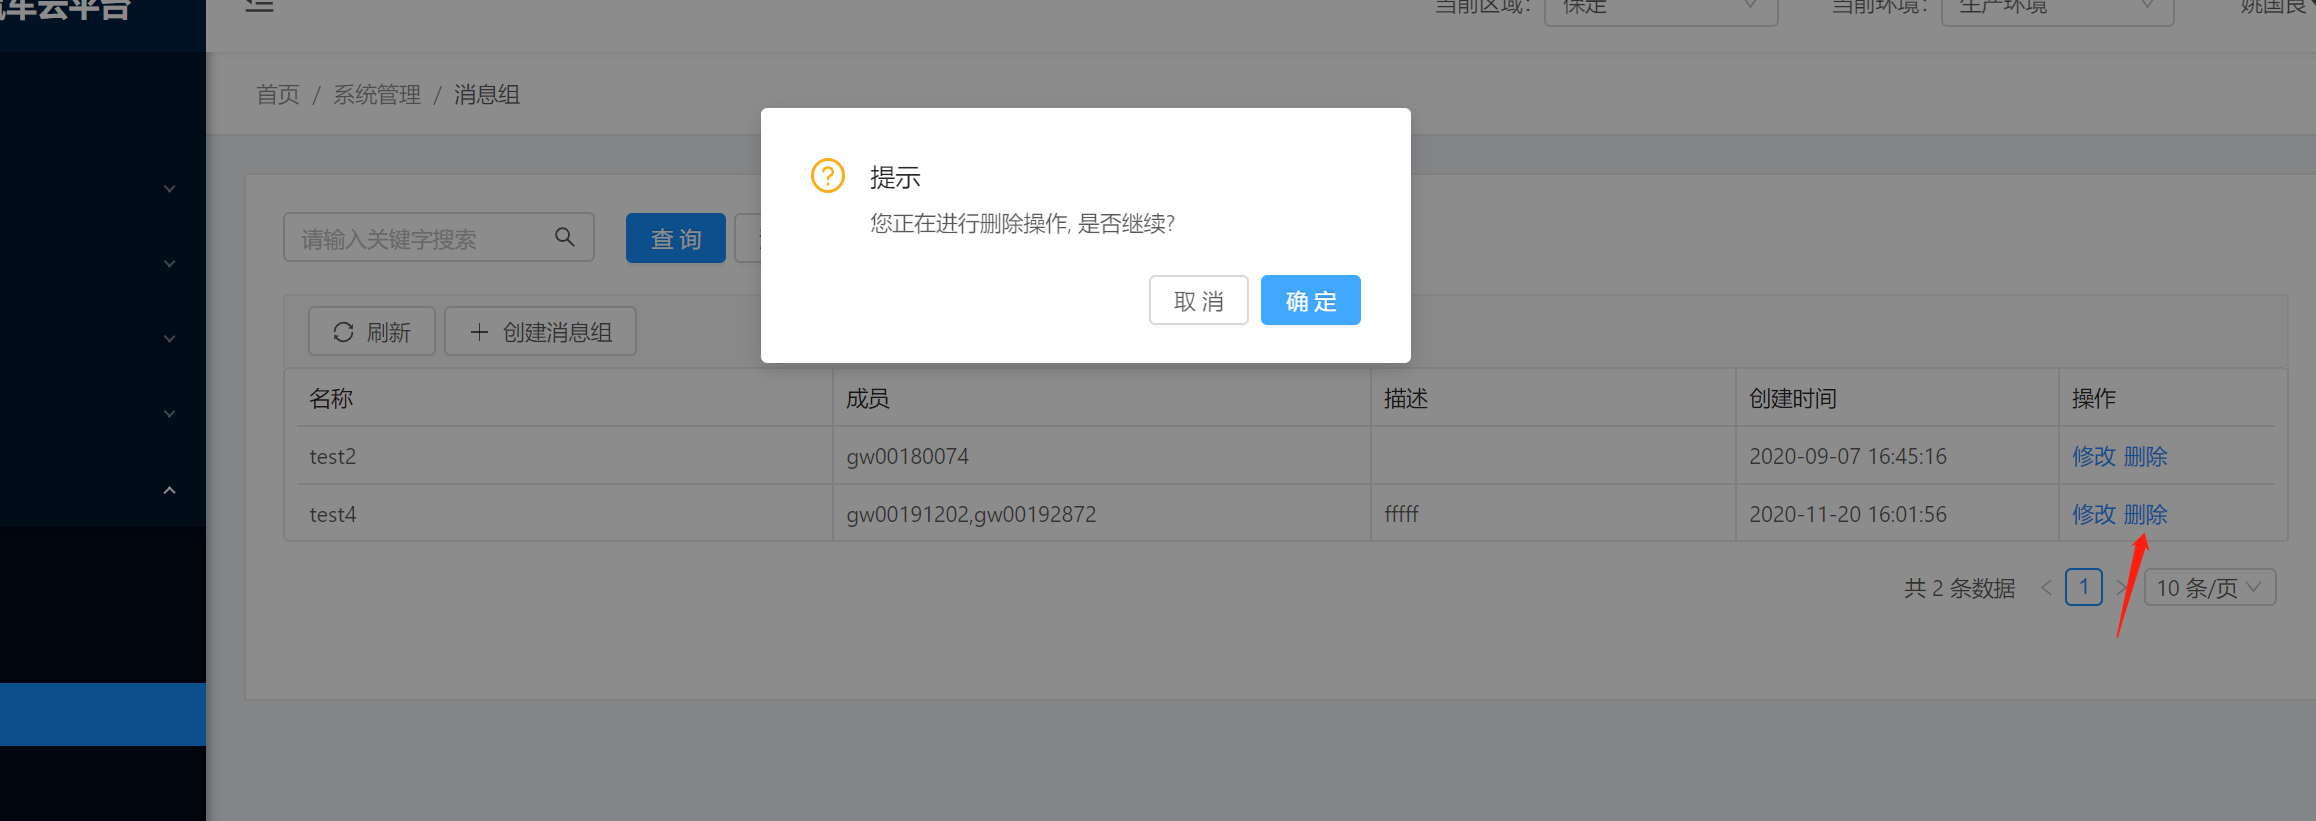 汽车云平台
当前区域: 保定
当前环境: 生产环境
姚国良
首页 / 系统管理 / 消息组
提示
您正在进行删除操作, 是否继续?
取 消
确 定
请输入关键字搜索
查 询
刷新
创建消息组
名称 成员 描述 创建时间 操作
test2 gw00180074 2020-09-07 16:45:16 修改 删除
test4 gw00191202,gw00192872 fffff 2020-11-20 16:01:56 修改 删除
共 2 条数据 < 1 > 10 条/页